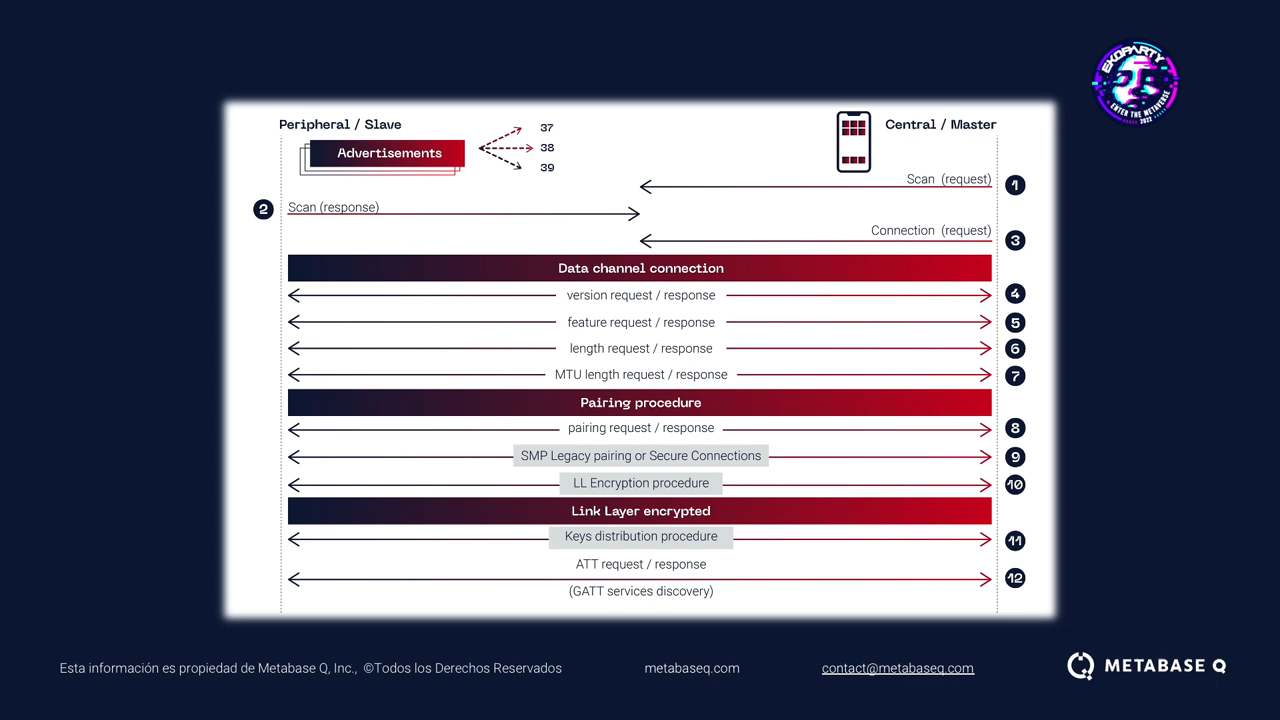 EKOPARTY
ENTER THE METAVERSE
2022
Peripheral / Slave
Central / Master
Advertisements
37
38
39
Scan (request)
1
2
Scan (response)
Connection (request)
3
Data channel connection
version request / response
4
feature request / response
5
length request / response
6
MTU length request / response
7
Pairing procedure
pairing request / response
8
SMP Legacy pairing or Secure Connections
9
LL Encryption procedure
10
Link Layer encrypted
Keys distribution procedure
11
ATT request / response
12
(GATT services discovery)
Esta información es propiedad de Metabase Q, Inc., ©Todos los Derechos Reservados
metabaseq.com
contact@metabaseq.com
METABASE Q